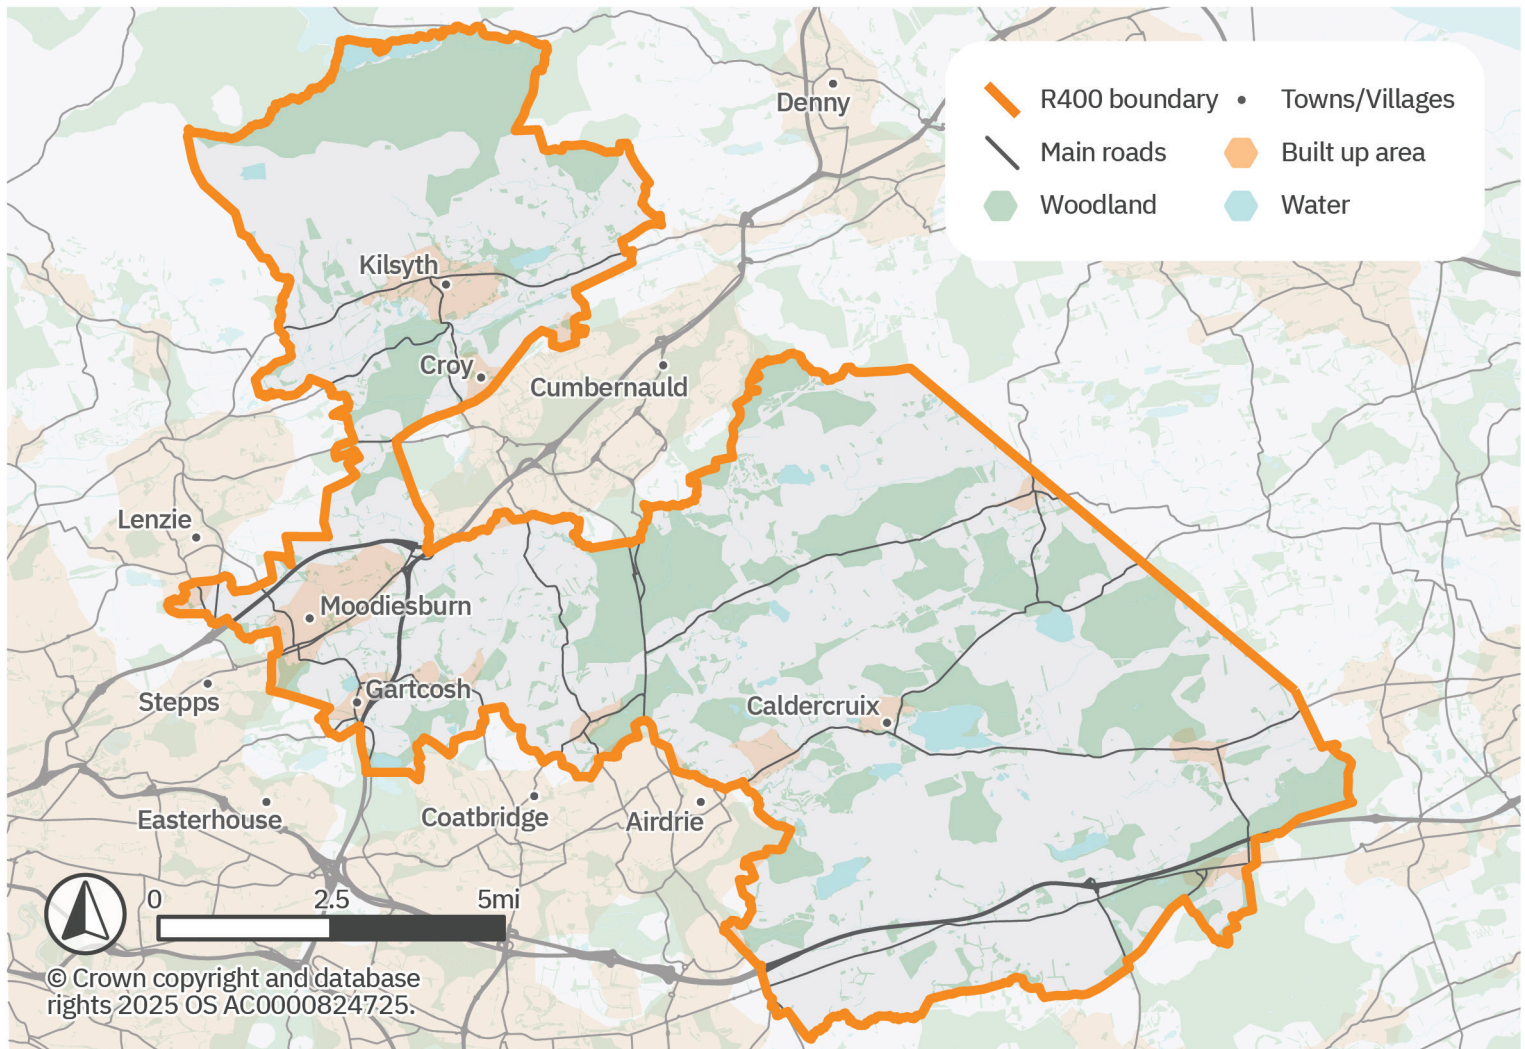 Denny
R400 boundary
Towns/Villages
Main roads
Built up area
Woodland
Water
Kilsyth
Croy
Cumbernauld
Lenzie
Moodiesburn
Stepps
Gartcosh
Caldercruix
Easterhouse
Coatbridge
Airdrie
0 2.5 5mi
© Crown copyright and database
rights 2025 OS AC0000824725.